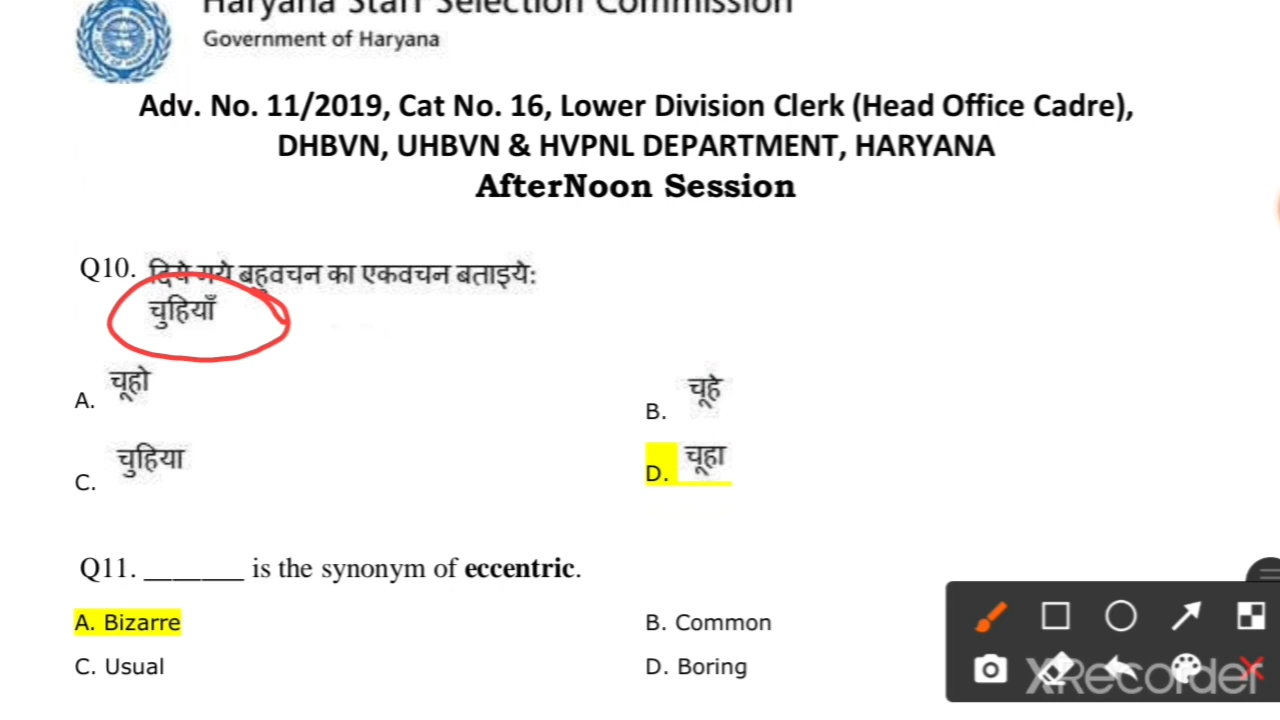 Haryana Staff Selection Commission
Government of Haryana
Adv. No. 11/2019, Cat No. 16, Lower Division Clerk (Head Office Cadre),
DHBVN, UHBVN & HVPNL DEPARTMENT, HARYANA
AfterNoon Session
Q10. दिये गये बहुवचन का एकवचन बताइये:
चुहियाँ
A. चूहो
B. चूहे
C. चुहिया
D. चूहा
Q11. _______ is the synonym of eccentric.
A. Bizarre
B. Common
C. Usual
D. Boring
XRecorder